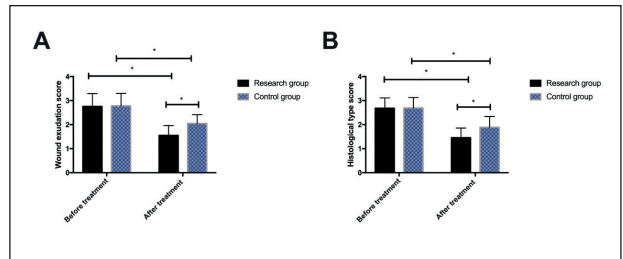 A
*
*
*
Wound exudation score
4
3
2
1
0
Before treatment
After treatment
Research group
Control group
B
*
*
*
Histological type score
4
3
2
1
0
Before treatment
After treatment
Research group
Control group